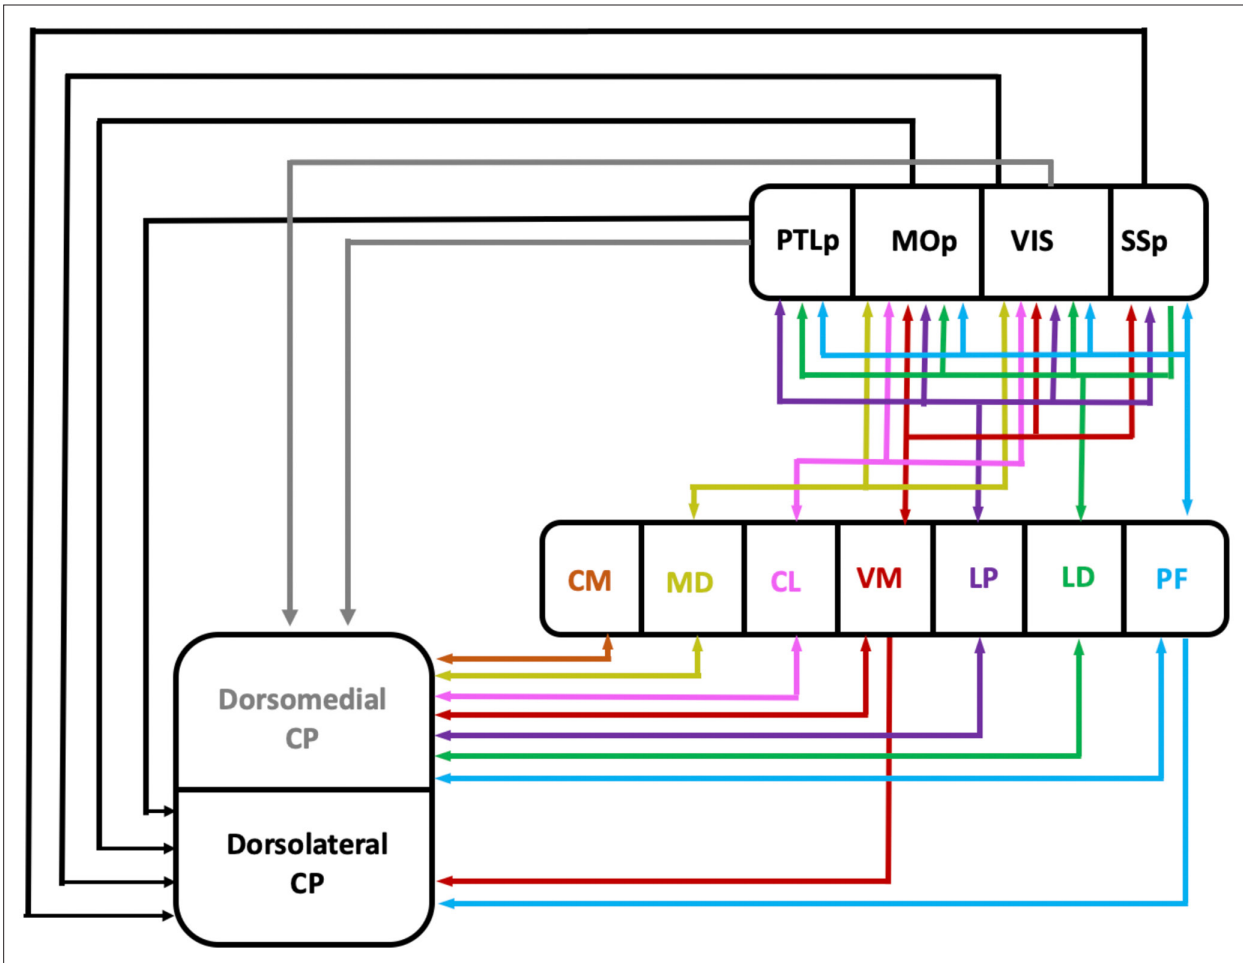 PTLp MOp VIS SSp
CM MD CL VM LP LD PF
Dorsomedial
CP
Dorsolateral
CP